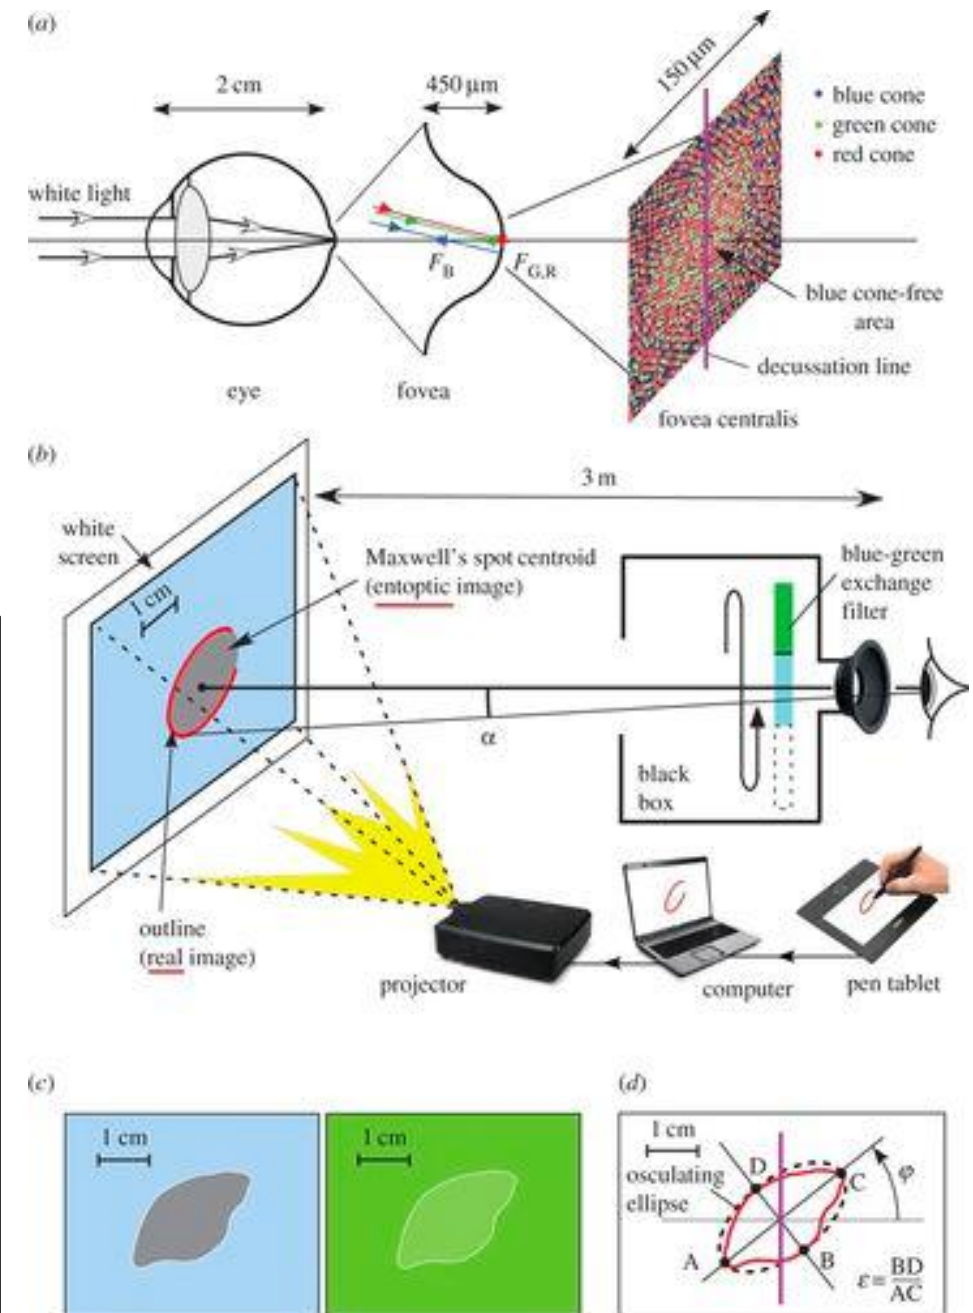 (a)
2 cm
450 µm
150 µm
blue cone
green cone
red cone
white light
F_B
F_G,R
blue cone-free
area
decussation line
eye
fovea
fovea centralis
(b)
3 m
white
screen
1 cm
Maxwell's spot centroid
(entoptic image)
blue-green
exchange
filter
α
black
box
outline
(real image)
projector
computer
pen tablet
(c)
1 cm
1 cm
(d)
1 cm
osculating
ellipse
D
C
φ
A
B
ε = BD
AC